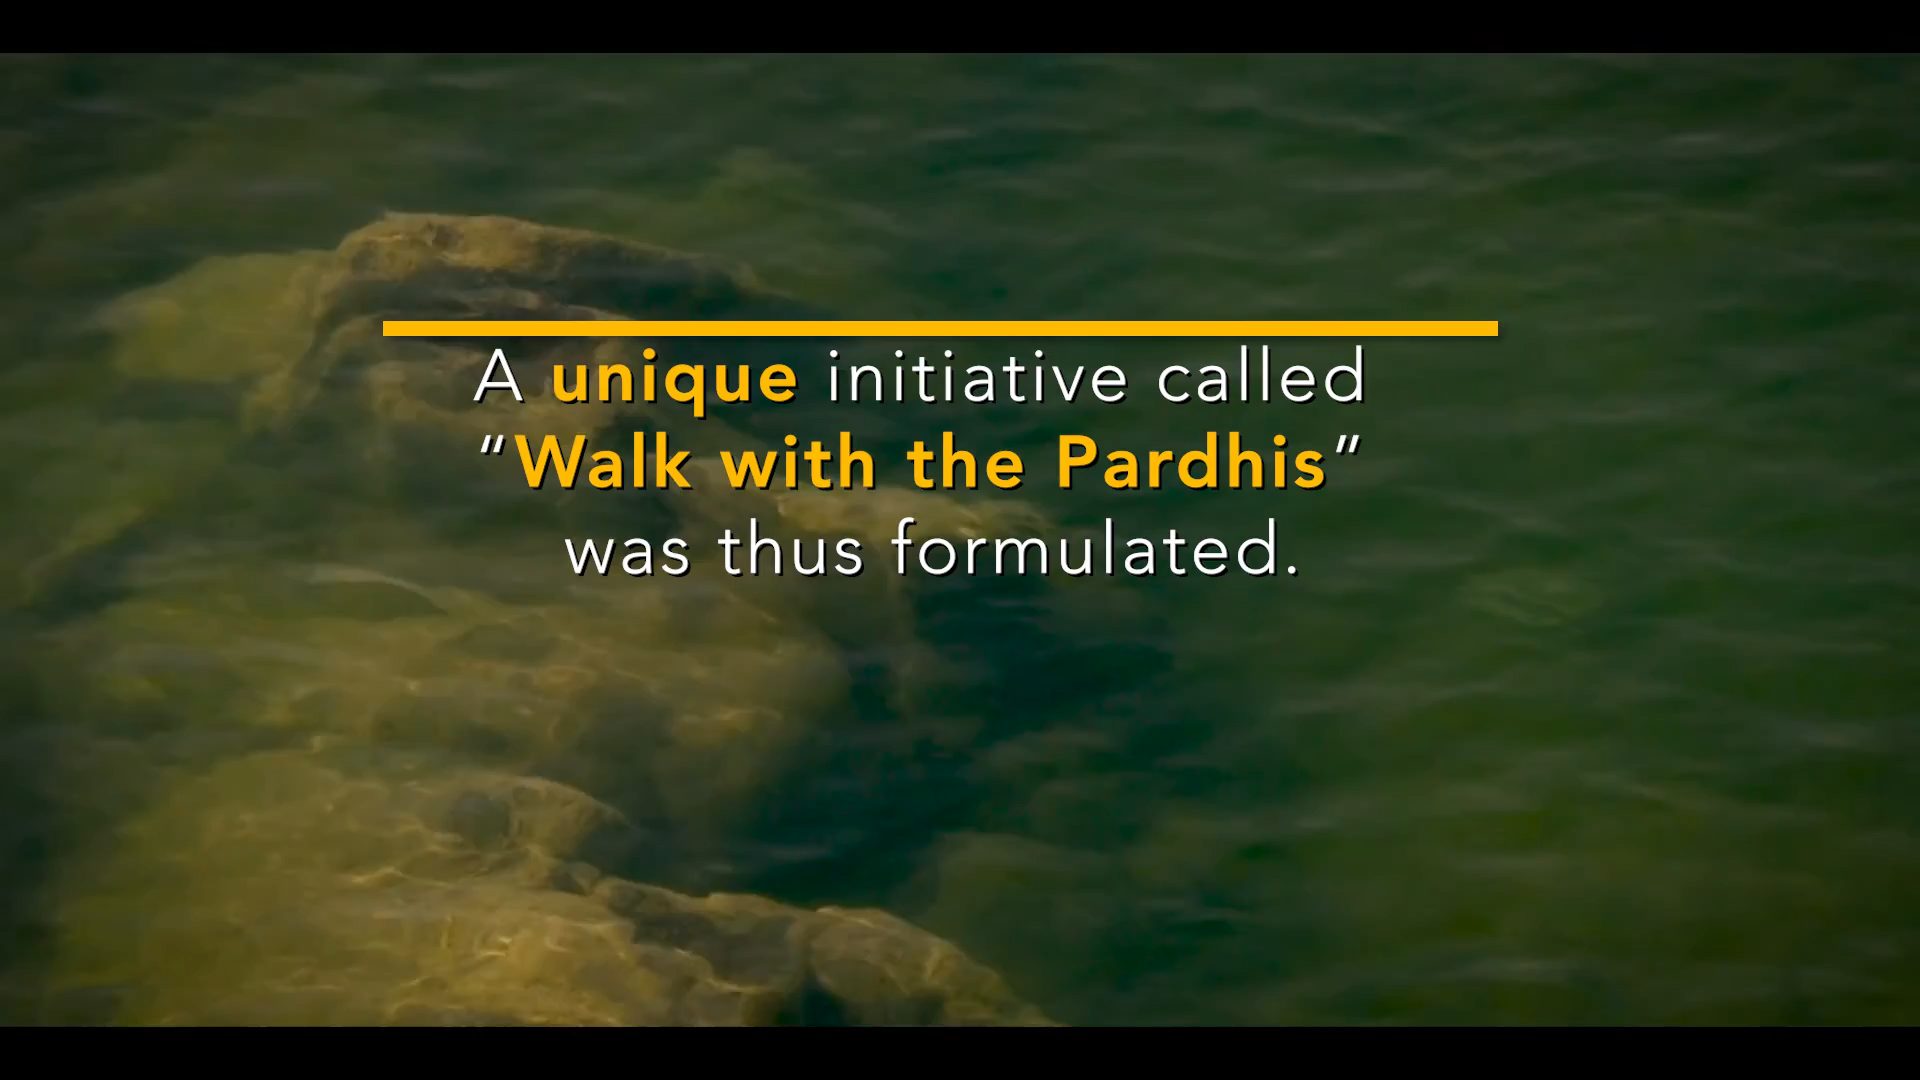 A unique initiative called
“Walk with the Pardhis”
was thus formulated.